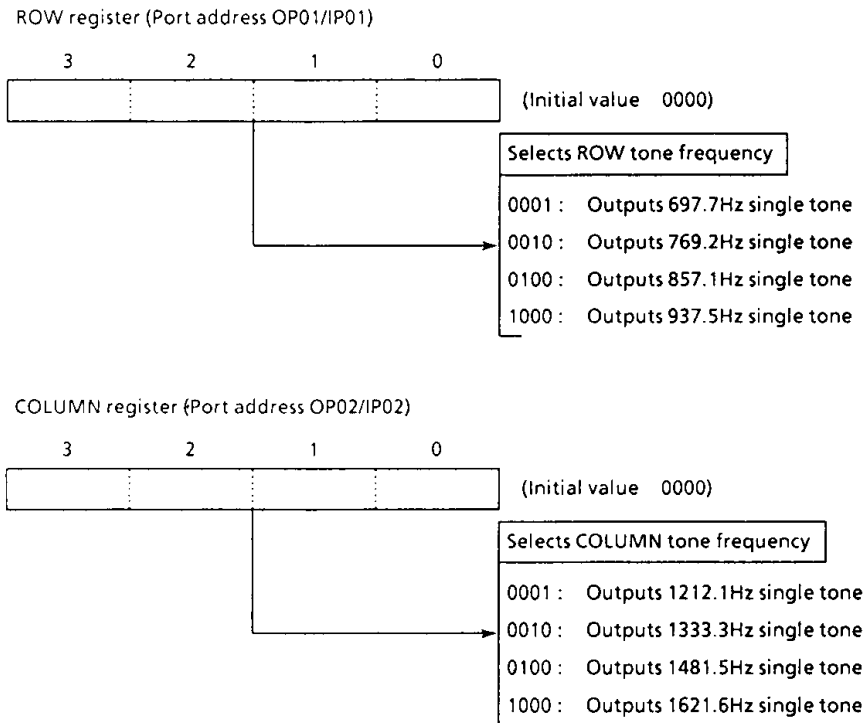 ROW register (Port address OP01/IP01)
3 2 1 0
(Initial value 0000)
Selects ROW tone frequency
0001 : Outputs 697.7Hz single tone
0010 : Outputs 769.2Hz single tone
0100 : Outputs 857.1Hz single tone
1000 : Outputs 937.5Hz single tone
COLUMN register (Port address OP02/IP02)
3 2 1 0
(Initial value 0000)
Selects COLUMN tone frequency
0001 : Outputs 1212.1Hz single tone
0010 : Outputs 1333.3Hz single tone
0100 : Outputs 1481.5Hz single tone
1000 : Outputs 1621.6Hz single tone